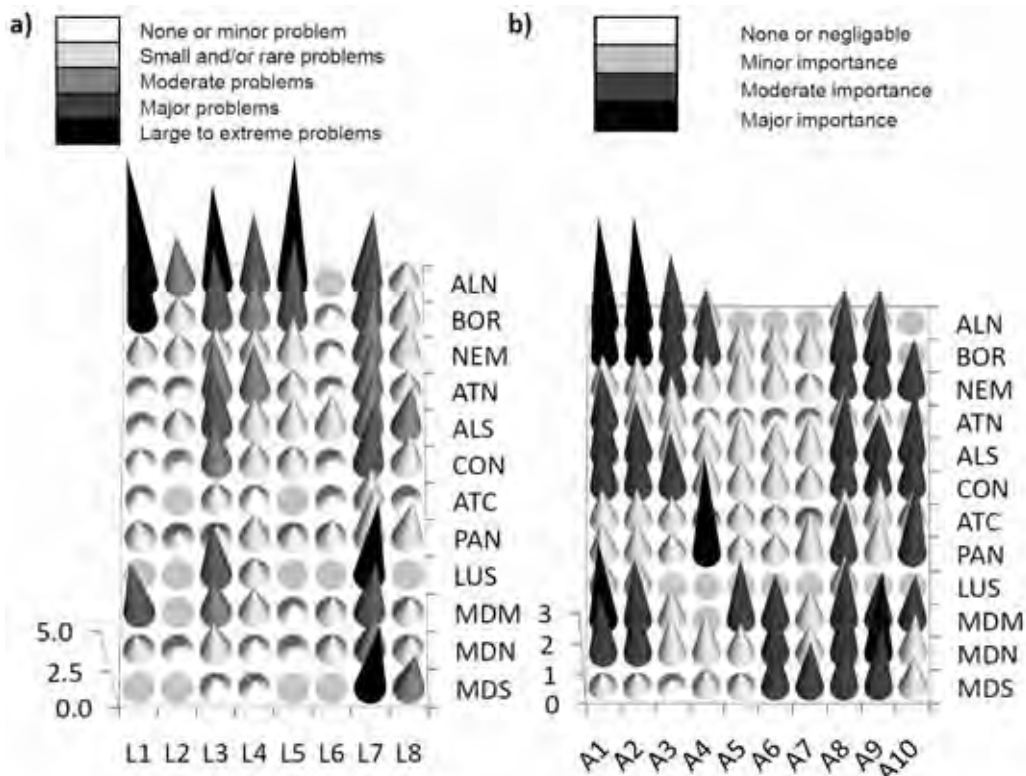 a)
None or minor problem
Small and/or rare problems
Moderate problems
Major problems
Large to extreme problems
ALN
BOR
NEM
ATN
ALS
CON
ATC
PAN
LUS
MDM
MDN
MDS
5.0
2.5
0.0
L1 L2 L3 L4 L5 L6 L7 L8
b)
None or negligable
Minor importance
Moderate importance
Major importance
ALN
BOR
NEM
ATN
ALS
CON
ATC
PAN
LUS
MDM
MDN
MDS
3
2
1
0
A1 A2 A3 A4 A5 A6 A7 A8 A9 A10